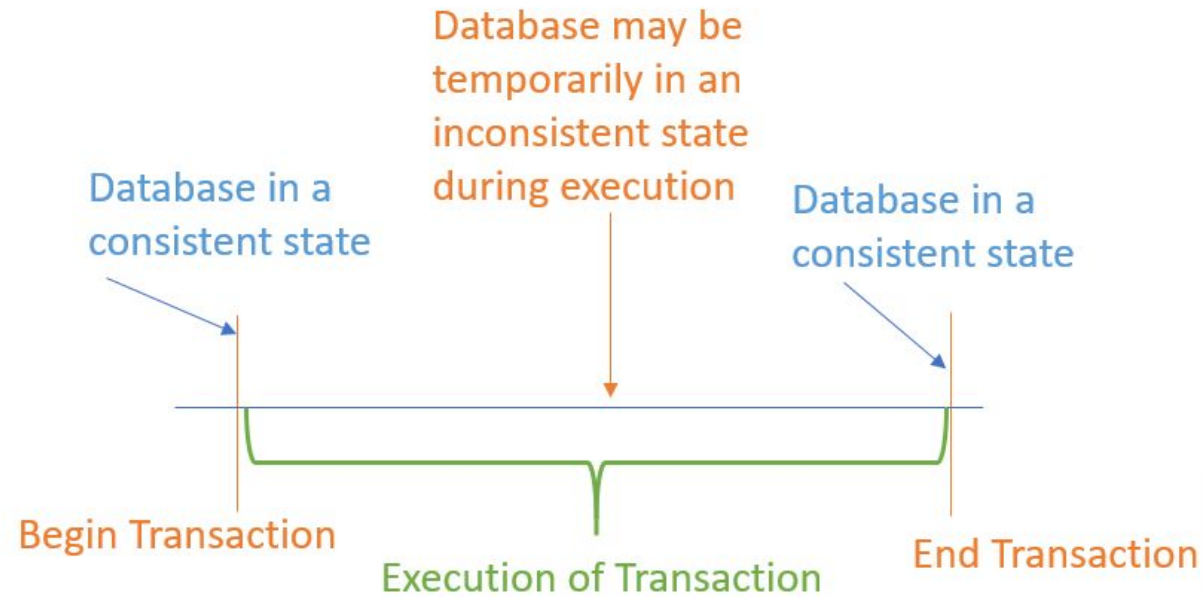 Database may be
temporarily in an
inconsistent state
during execution
Database in a
consistent state
Database in a
consistent state
Begin Transaction
End Transaction
Execution of Transaction